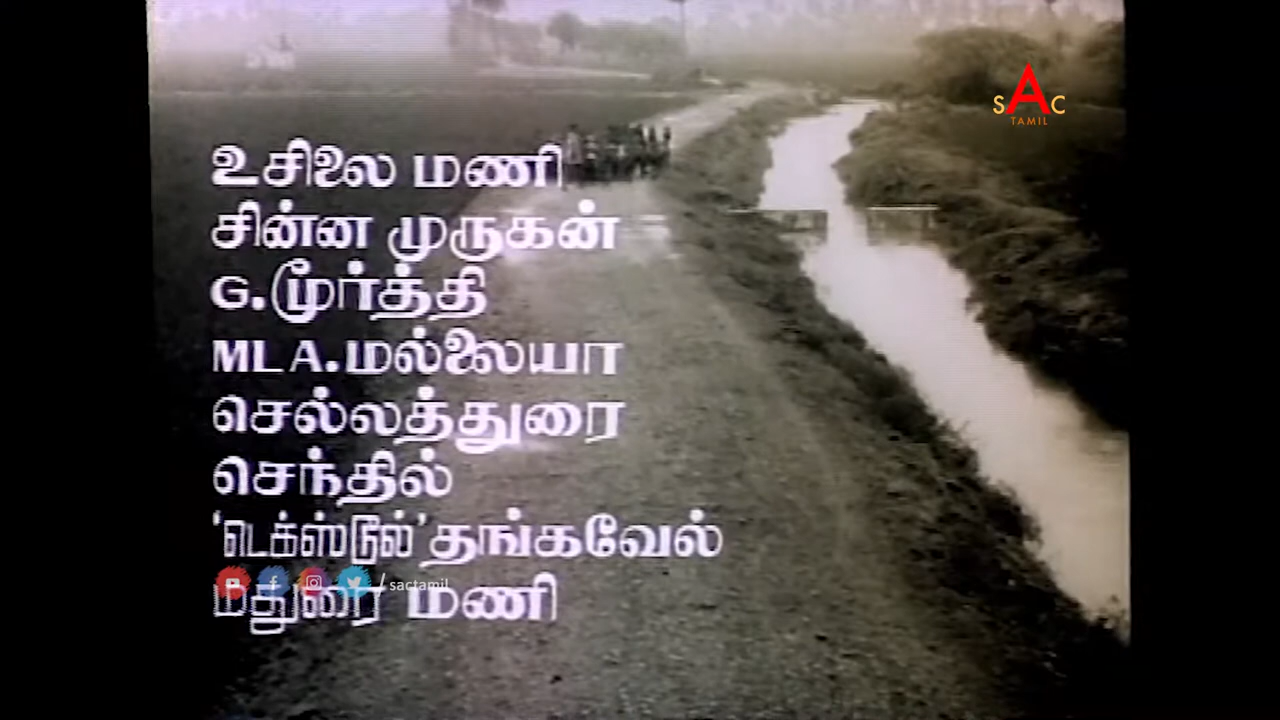 SAC
TAMIL
உசிலை மணி
சின்ன முருகன்
G.மூர்த்தி
MLA.மல்லையா
செல்லத்துரை
செந்தில்
'டெக்ஸ்டூல்' தங்கவேல்
/sactamil
மதுரை மணி